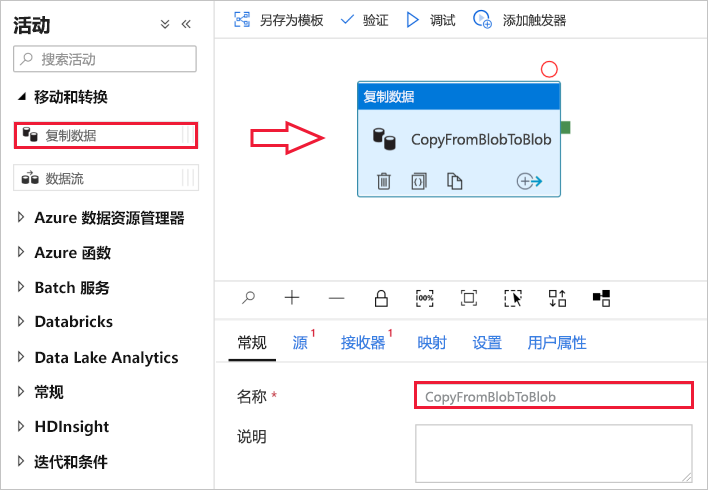 活动
搜索活动
移动和转换
复制数据
数据流
Azure 数据资源管理器
Azure 函数
Batch 服务
Databricks
Data Lake Analytics
常规
HDInsight
迭代和条件
另存为模板 验证 调试 添加触发器
复制数据
CopyFromBlobToBlob
100%
常规 源 1 接收器 1 映射 设置 用户属性
名称 * CopyFromBlobToBlob
说明